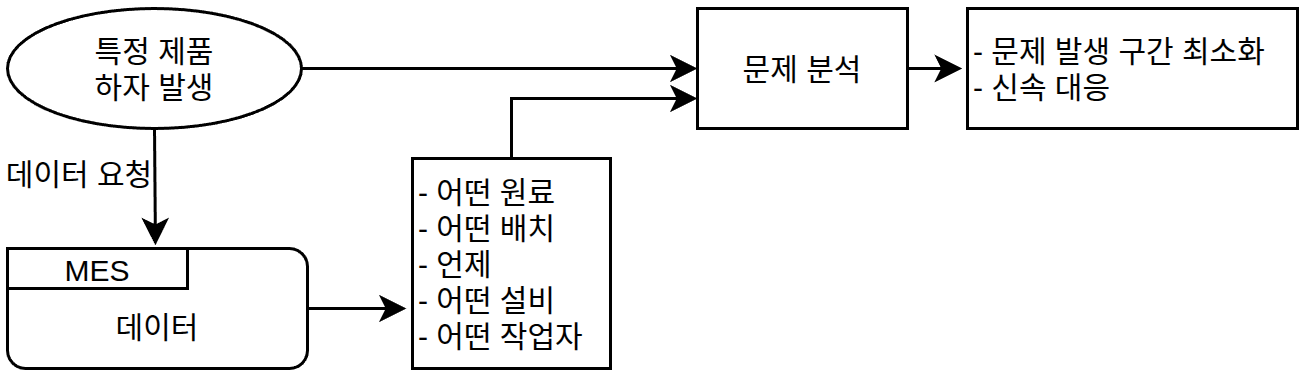 특정 제품
하자 발생
문제 분석
- 문제 발생 구간 최소화
- 신속 대응
데이터 요청
MES
데이터
- 어떤 원료
- 어떤 배치
- 언제
- 어떤 설비
- 어떤 작업자